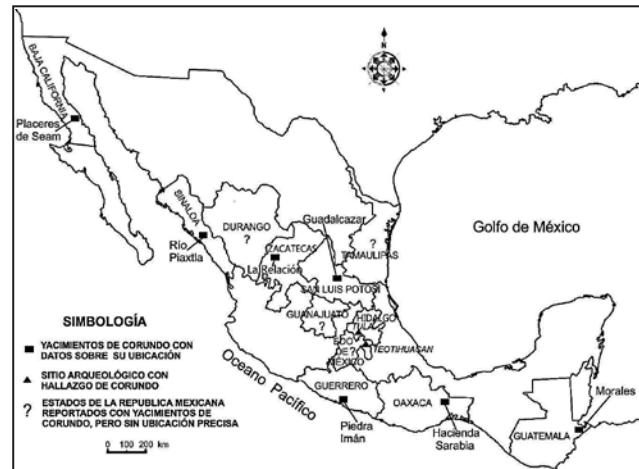 N
BAJA CALIFORNIA
Placeres
de Seam
SINALOA
Río
Piaxtla
DURANGO
?
ZACATECAS
La Relación
Guadalcazar
?
TAMAULIPAS
SAN LUIS POTOSÍ
Golfo de México
GUANAJUATO
?
HIDALGO
TULA
TEOTIHUACAN
EDO
DE ?
MÉXICO
Oceano Pacífico
GUERRERO
Piedra
Imán
OAXACA
Hacienda
Sarabia
GUATEMALA
Morales
SIMBOLOGÍA
YACIMIENTOS DE CORUNDO CON
DATOS SOBRE SU UBICACIÓN
SITIO ARQUEOLÓGICO CON
HALLAZGO DE CORUNDO
? ESTADOS DE LA REPUBLICA MEXICANA
REPORTADOS CON YACIMIENTOS DE
CORUNDO, PERO SIN UBICACIÓN PRECISA
0 100 200 km